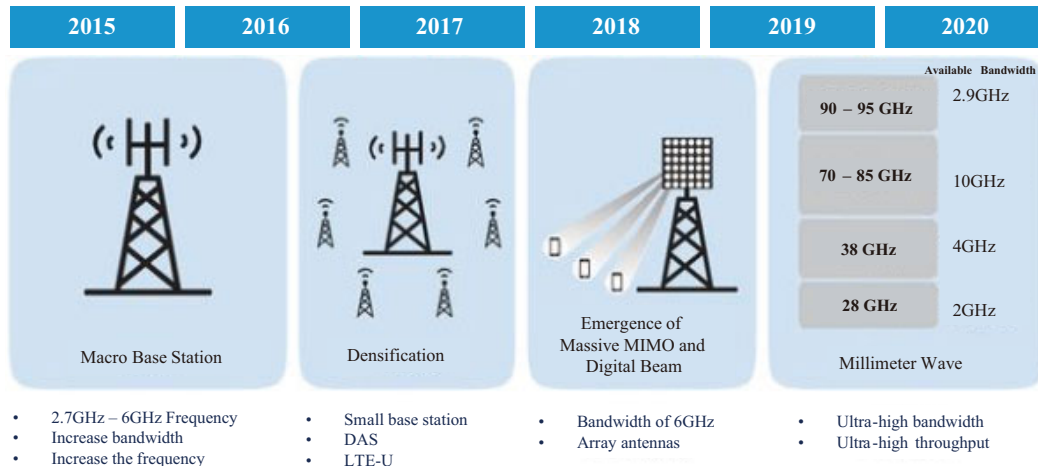 2015
2016
2017
2018
2019
2020
Macro Base Station
Densification
Emergence of
Massive MIMO and
Digital Beam
Available Bandwidth
90 – 95 GHz
2.9GHz
70 – 85 GHz
10GHz
38 GHz
4GHz
28 GHz
2GHz
Millimeter Wave
• 2.7GHz – 6GHz Frequency
• Increase bandwidth
• Increase the frequency
• Small base station
• DAS
• LTE-U
• Bandwidth of 6GHz
• Array antennas
• Ultra-high bandwidth
• Ultra-high throughput